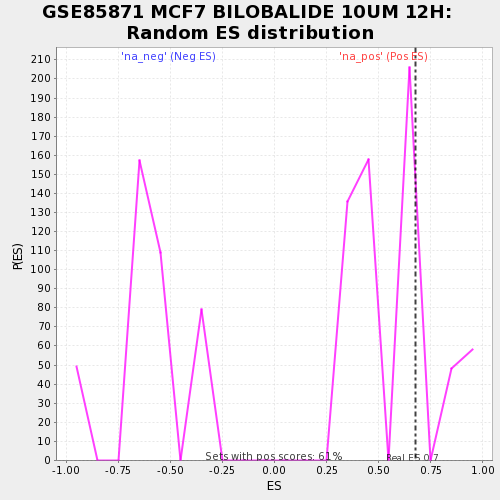 GSE85871 MCF7 BILOBALIDE 10UM 12H:
Random ES distribution
'na_neg' (Neg ES)
'na_pos' (Pos ES)
P(ES)
210
200
190
180
170
160
150
140
130
120
110
100
90
80
70
60
50
40
30
20
10
0
Sets with pos scores: 61%
Real ES 0.7
-1.00 -0.75 -0.50 -0.25 0.00 0.25 0.50 0.75 1.00
ES